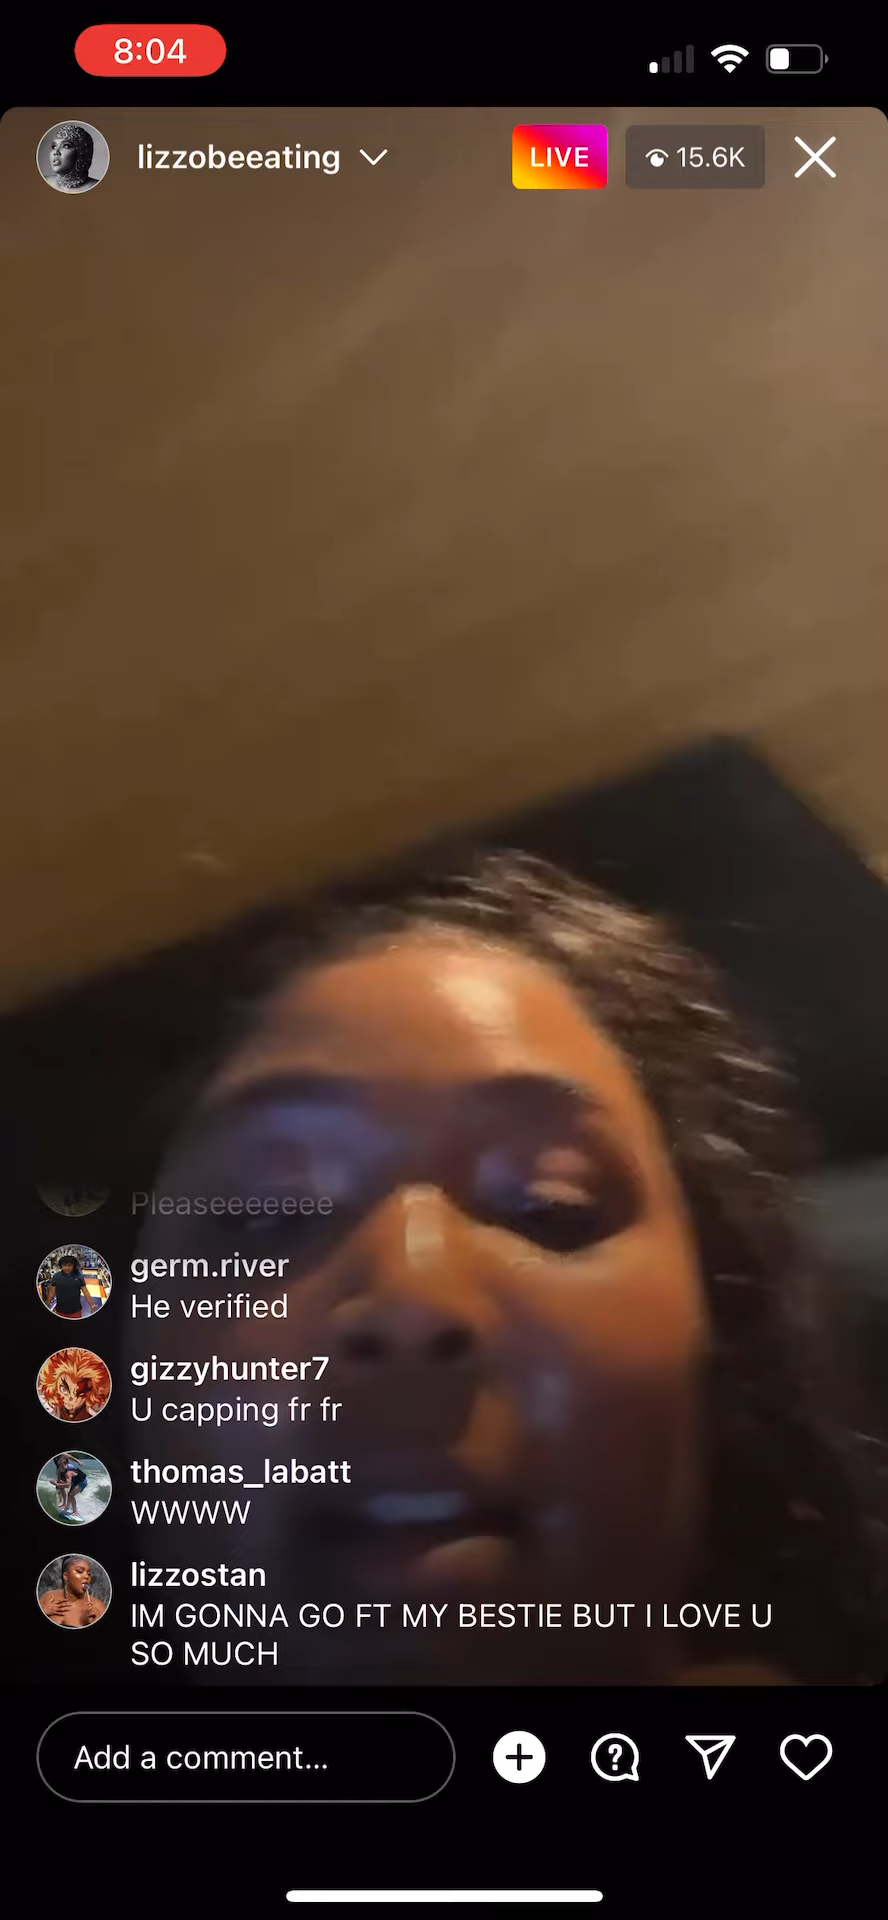 8:04
lizzobeeating
LIVE
15.6K
Pleaseeeeeee
germ.river
He verified
gizzyhunter7
U capping fr fr
thomas_labatt
WWWW
lizzostan
IM GONNA GO FT MY BESTIE BUT I LOVE U
SO MUCH
Add a comment...